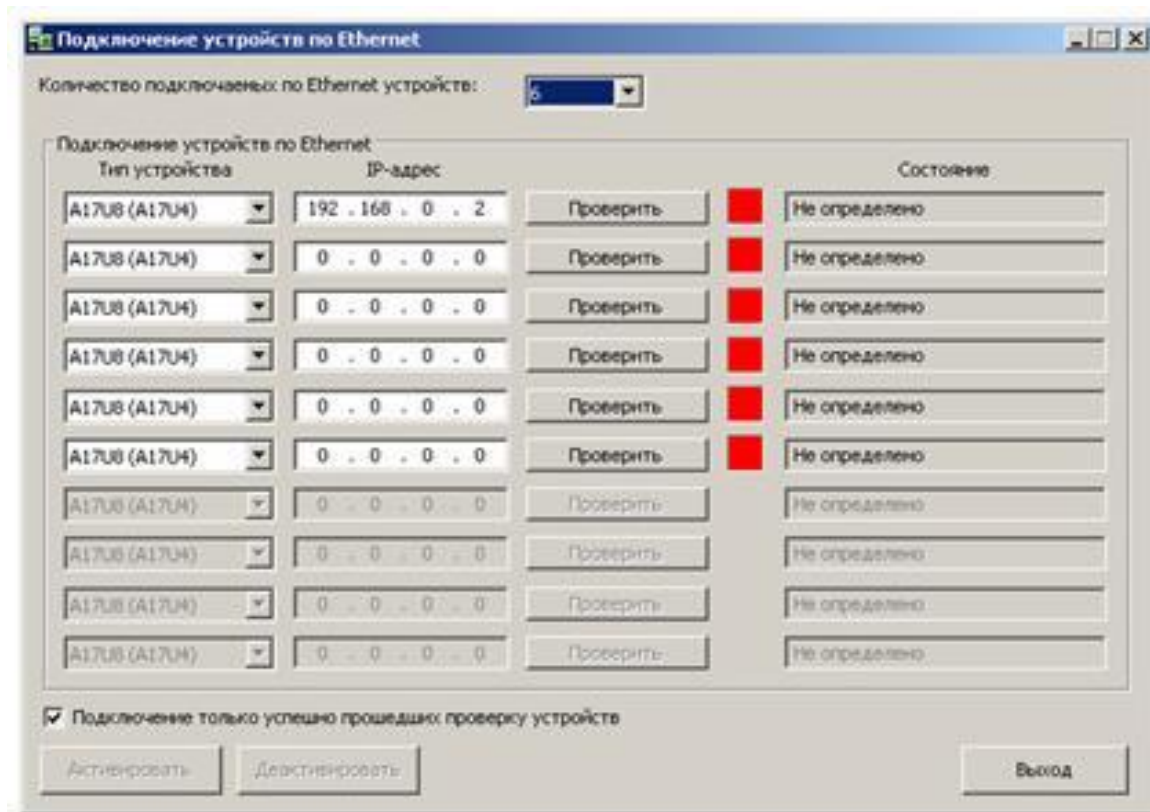 Подключение устройств по Ethernet
Количество подключаемых по Ethernet устройств: 6
Подключение устройств по Ethernet
Тип устройства IP-адрес Состояние
A17U8 (A17U4) 192 . 168 . 0 . 2 Проверить Не определено
A17U8 (A17U4) 0 . 0 . 0 . 0 Проверить Не определено
A17U8 (A17U4) 0 . 0 . 0 . 0 Проверить Не определено
A17U8 (A17U4) 0 . 0 . 0 . 0 Проверить Не определено
A17U8 (A17U4) 0 . 0 . 0 . 0 Проверить Не определено
A17U8 (A17U4) 0 . 0 . 0 . 0 Проверить Не определено
A17U8 (A17U4) 0 . 0 . 0 . 0 Проверить Не определено
A17U8 (A17U4) 0 . 0 . 0 . 0 Проверить Не определено
A17U8 (A17U4) 0 . 0 . 0 . 0 Проверить Не определено
A17U8 (A17U4) 0 . 0 . 0 . 0 Проверить Не определено
Подключение только успешно прошедших проверку устройств
Активировать Деактивировать Выход